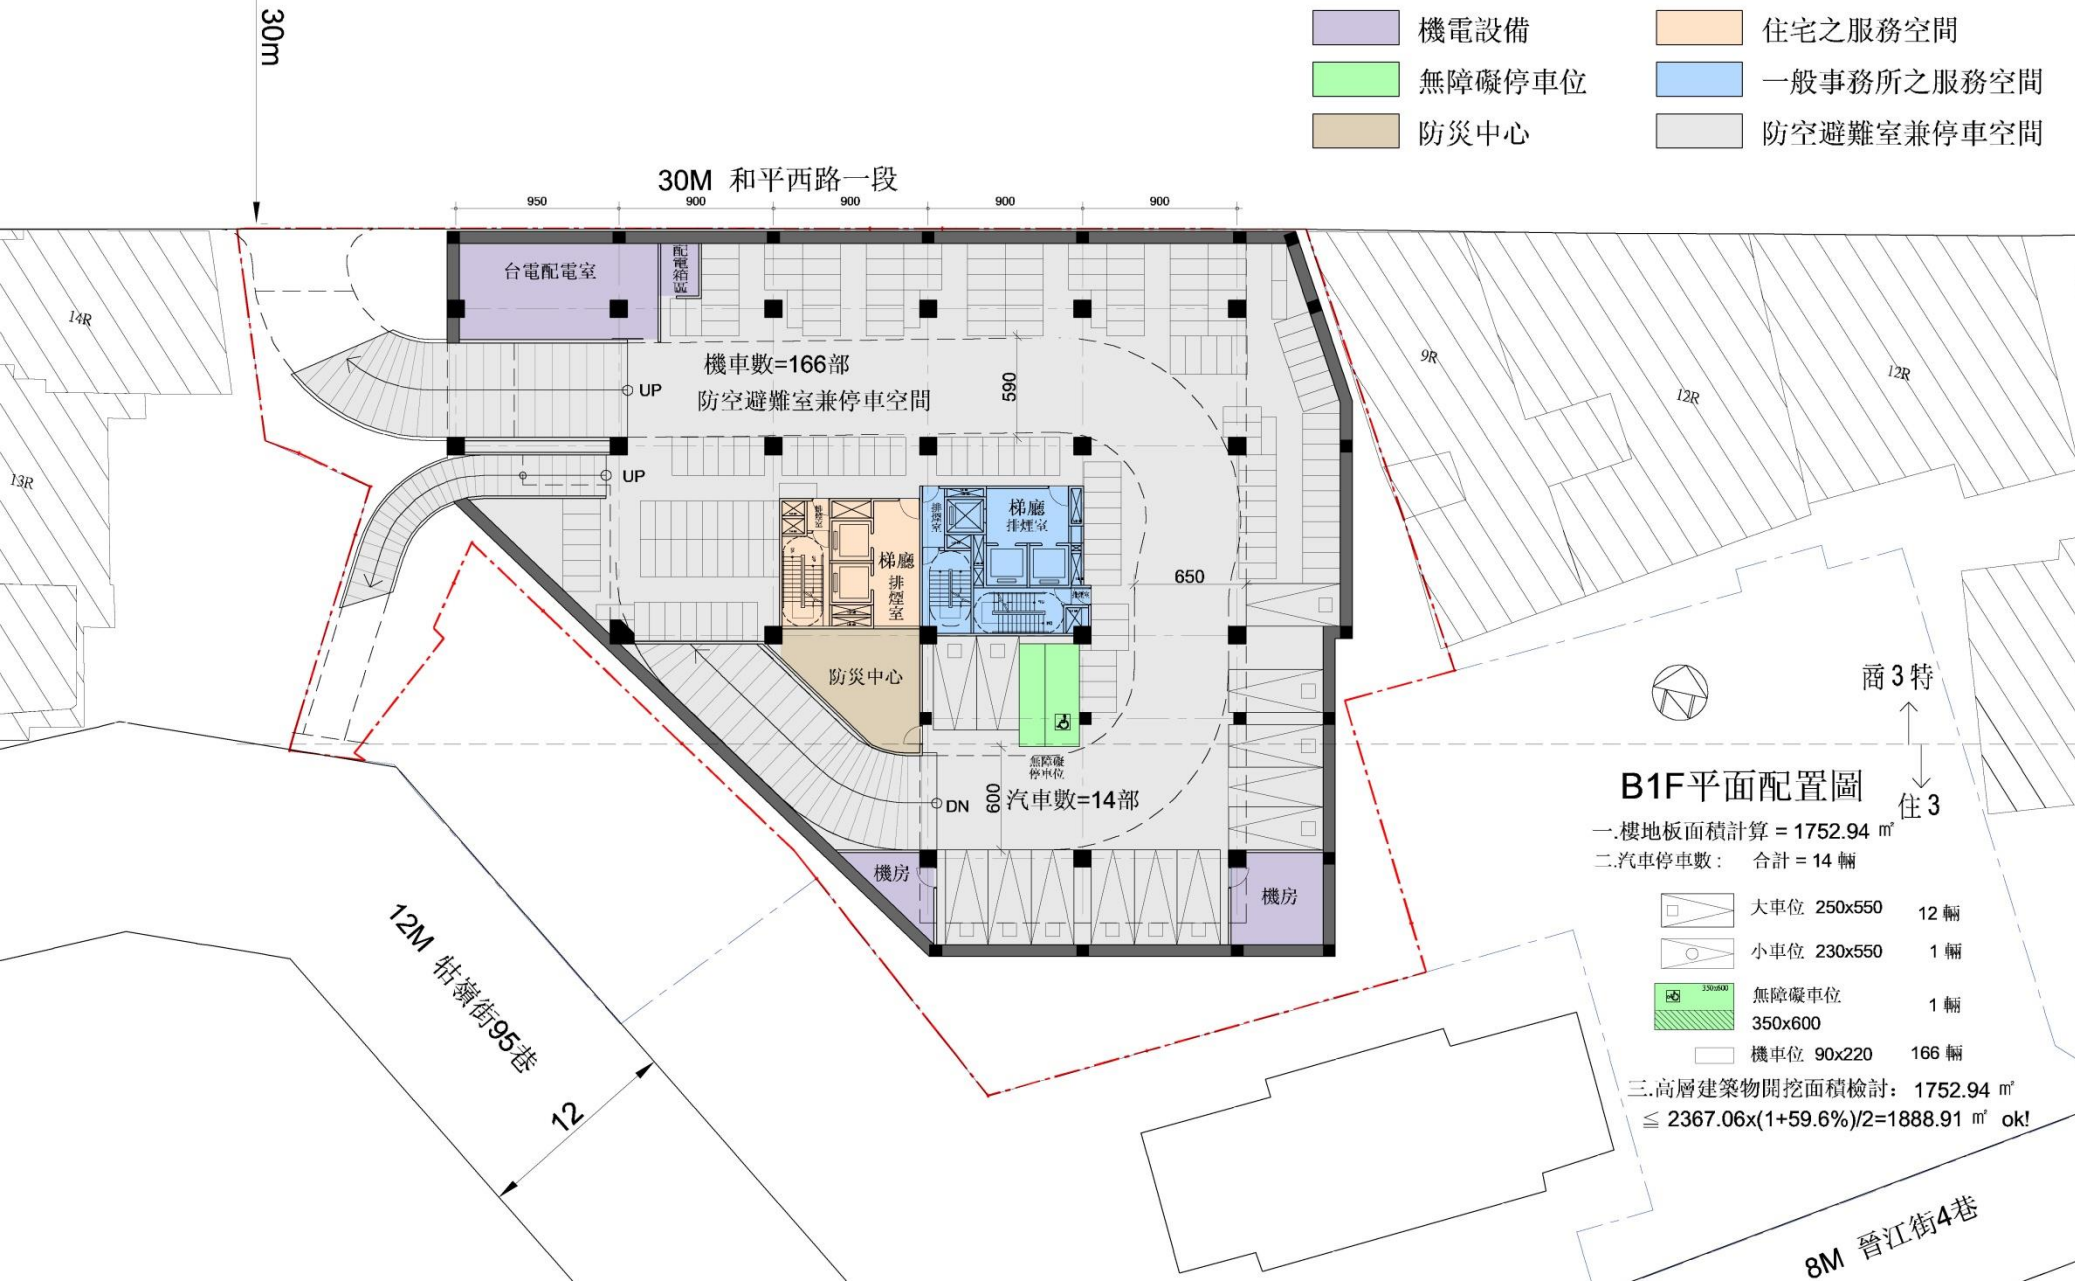 30m
機電設備
住宅之服務空間
無障礙停車位
一般事務所之服務空間
防災中心
防空避難室兼停車空間
30M 和平西路一段
950
900
900
900
900
台電配電室
配電箱區
14R
13R
9R
12R
12R
機車數=166部
防空避難室兼停車空間
590
UP
UP
排煙室
梯廳
排煙室
排煙室
梯廳
排煙室
650
防災中心
無障礙
停車位
DN
600
汽車數=14部
機房
機房
商3特
住3
B1F平面配置圖
一.樓地板面積計算 = 1752.94 ㎡
二.汽車停車數： 合計 = 14 輛
大車位 250x550 12 輛
小車位 230x550 1 輛
350x600
無障礙車位 1 輛
350x600
機車位 90x220 166 輛
三.高層建築物開挖面積檢討： 1752.94 ㎡
≦ 2367.06x(1+59.6%)/2=1888.91 ㎡ ok!
12M 牯嶺街95巷
12
8M 晉江街4巷